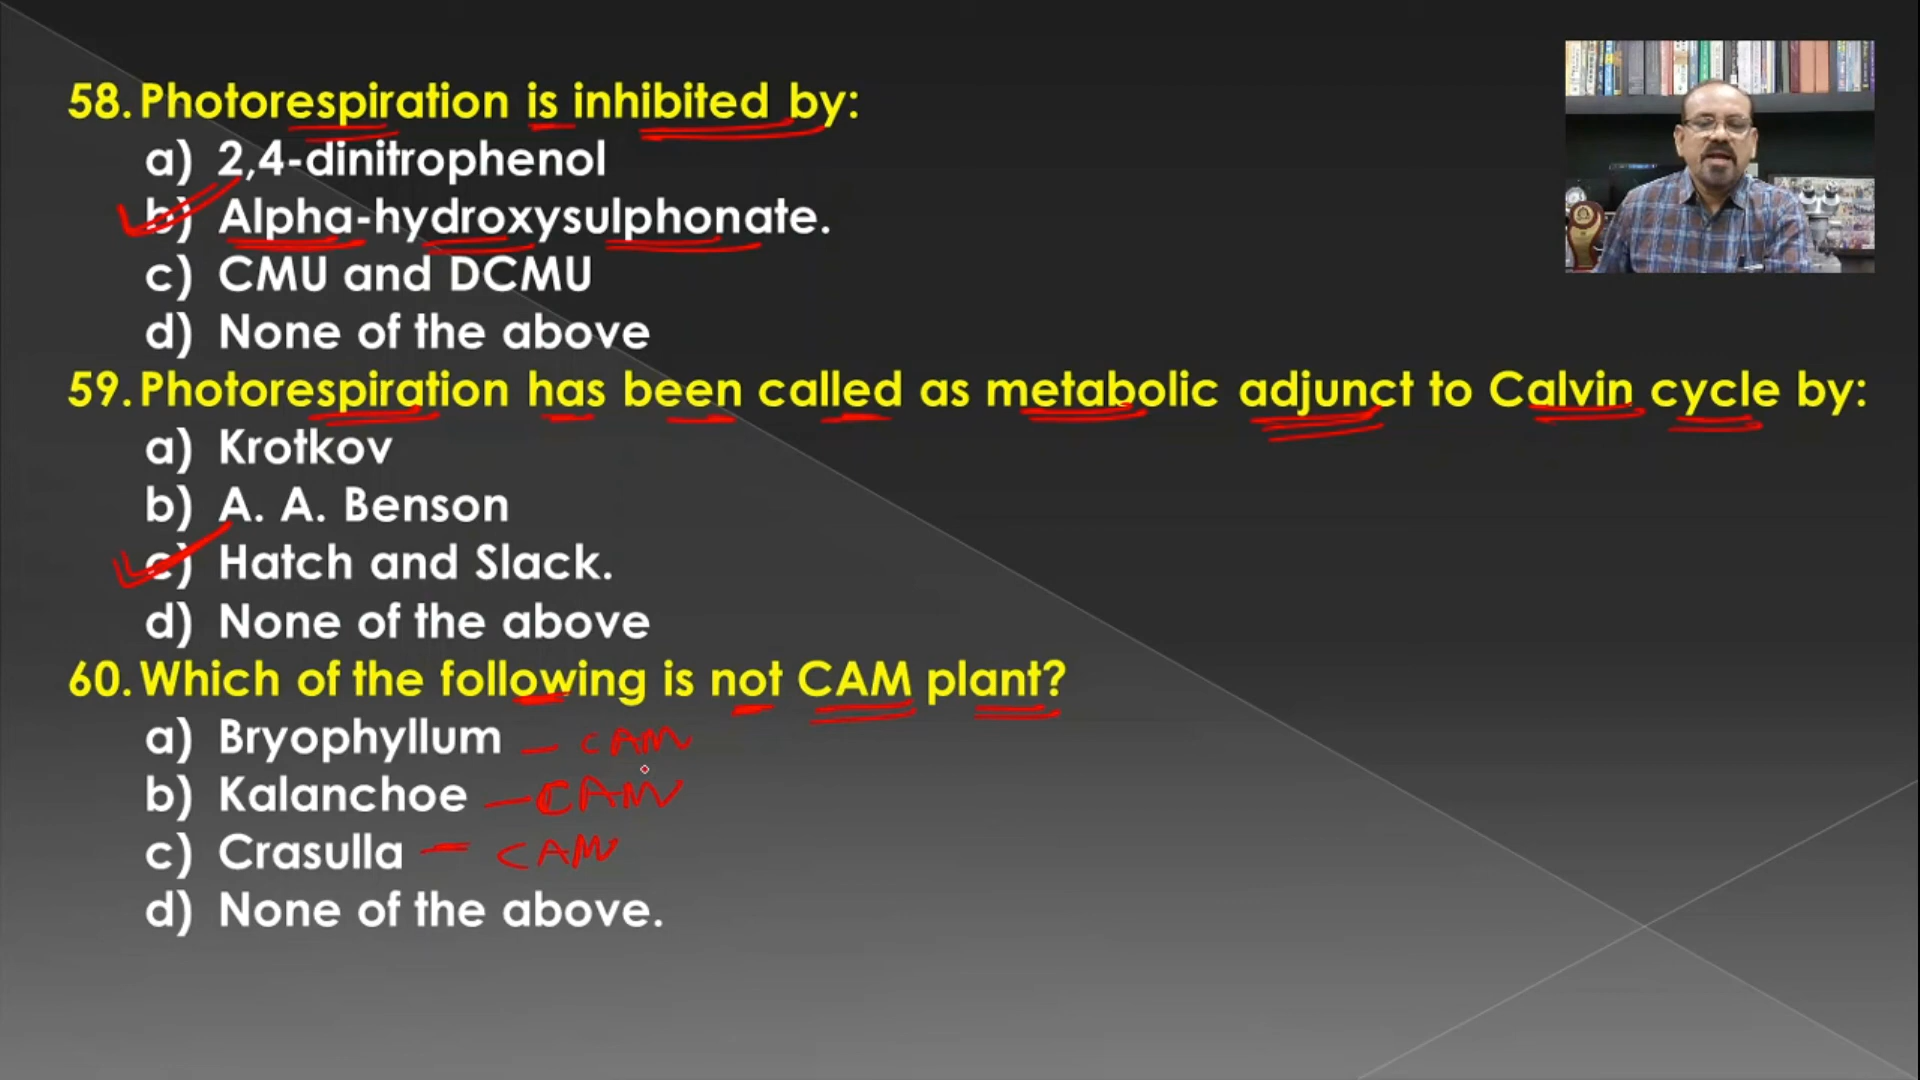 58. Photorespiration is inhibited by:
a) 2,4-dinitrophenol
b) Alpha-hydroxysulphonate.
c) CMU and DCMU
d) None of the above
59. Photorespiration has been called as metabolic adjunct to Calvin cycle by:
a) Krotkov
b) A. A. Benson
c) Hatch and Slack.
d) None of the above
60. Which of the following is not CAM plant?
a) Bryophyllum - CAM
b) Kalanchoe - CAM
c) Crasulla - CAM
d) None of the above.